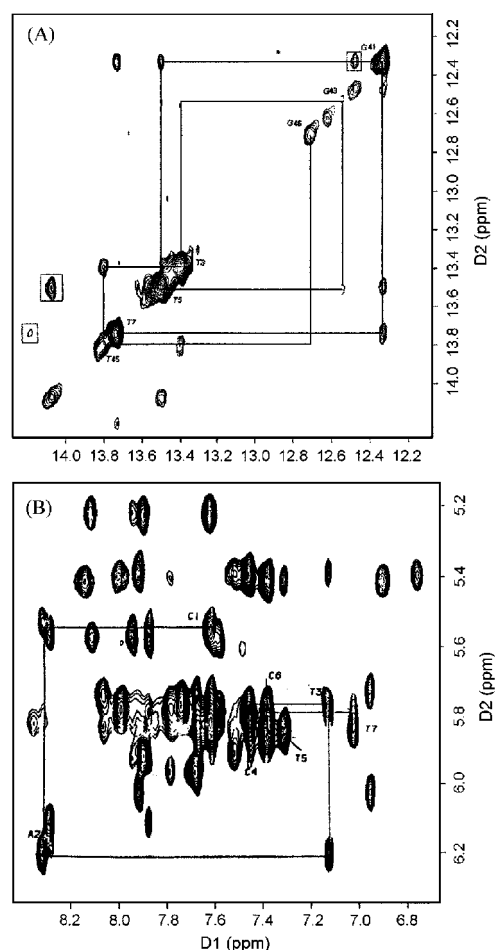 (A)
G41
G43
G46
T3
T5
T7
T45
12.2
12.4
12.6
12.8
13.0
13.2
13.4
13.6
13.8
14.0
D2 (ppm)
14.0 13.8 13.6 13.4 13.2 13.0 12.8 12.6 12.4 12.2
(B)
C1
C6
T3
T7
T5
C4
A2
5.2
5.4
5.6
5.8
6.0
6.2
D2 (ppm)
8.2 8.0 7.8 7.6 7.4 7.2 7.0 6.8
D1 (ppm)